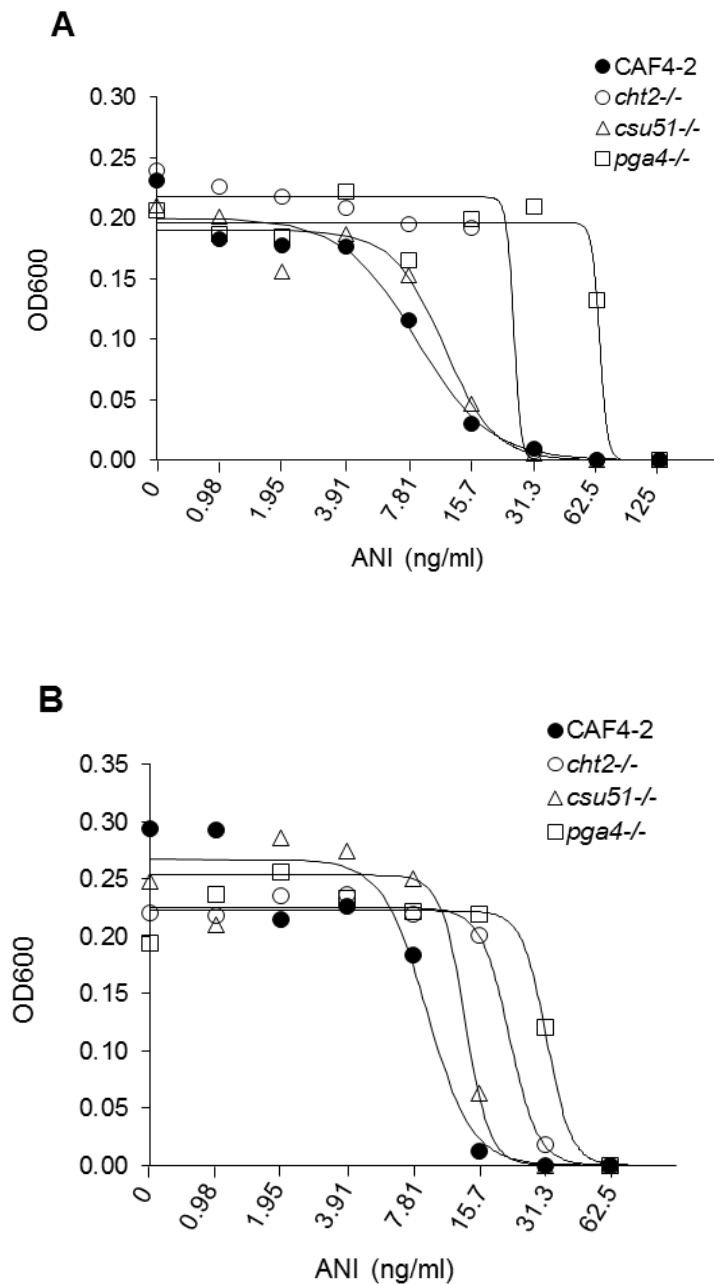 A
CAF4-2
cht2-/-
csu51-/-
pga4-/-
0.30
0.25
0.20
0.15
0.10
0.05
0.00
OD600
0
0.98
1.95
3.91
7.81
15.7
31.3
62.5
125
ANI (ng/ml)
B
CAF4-2
cht2-/-
csu51-/-
pga4-/-
0.35
0.30
0.25
0.20
0.15
0.10
0.05
0.00
OD600
0
0.98
1.95
3.91
7.81
15.7
31.3
62.5
ANI (ng/ml)